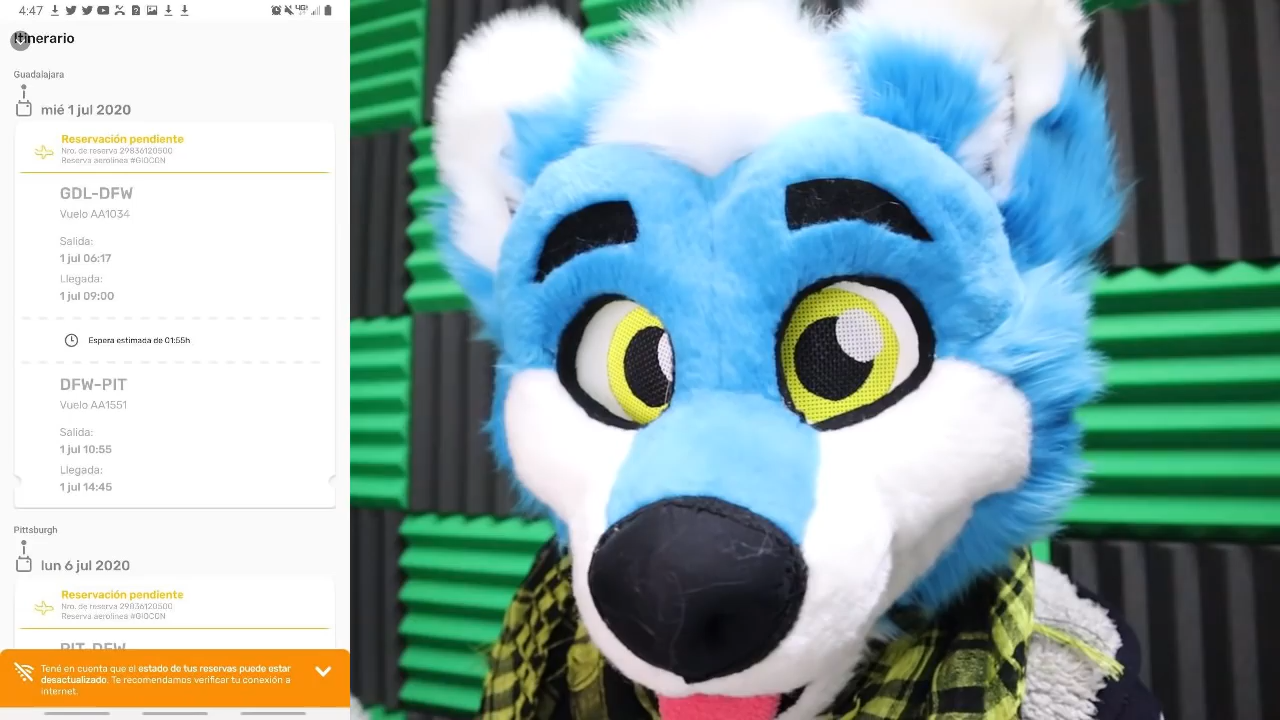 4:47
Itinerario
Guadalajara
mié 1 jul 2020
Reservación pendiente
Nro. de reserva 29836120500
Reserva aerolínea #GIOCON
GDL-DFW
Vuelo AA1034
Salida:
1 jul 06:17
Llegada:
1 jul 09:00
Espera estimada de 01:55h
DFW-PIT
Vuelo AA1551
Salida:
1 jul 10:55
Llegada:
1 jul 14:45
Pittsburgh
lun 6 jul 2020
Reservación pendiente
Nro. de reserva 29836120500
Reserva aerolínea #GIOCON
PIT-DFW
Tené en cuenta que el estado de tus reservas puede estar
desactualizado. Te recomendamos verificar tu conexión a
internet.